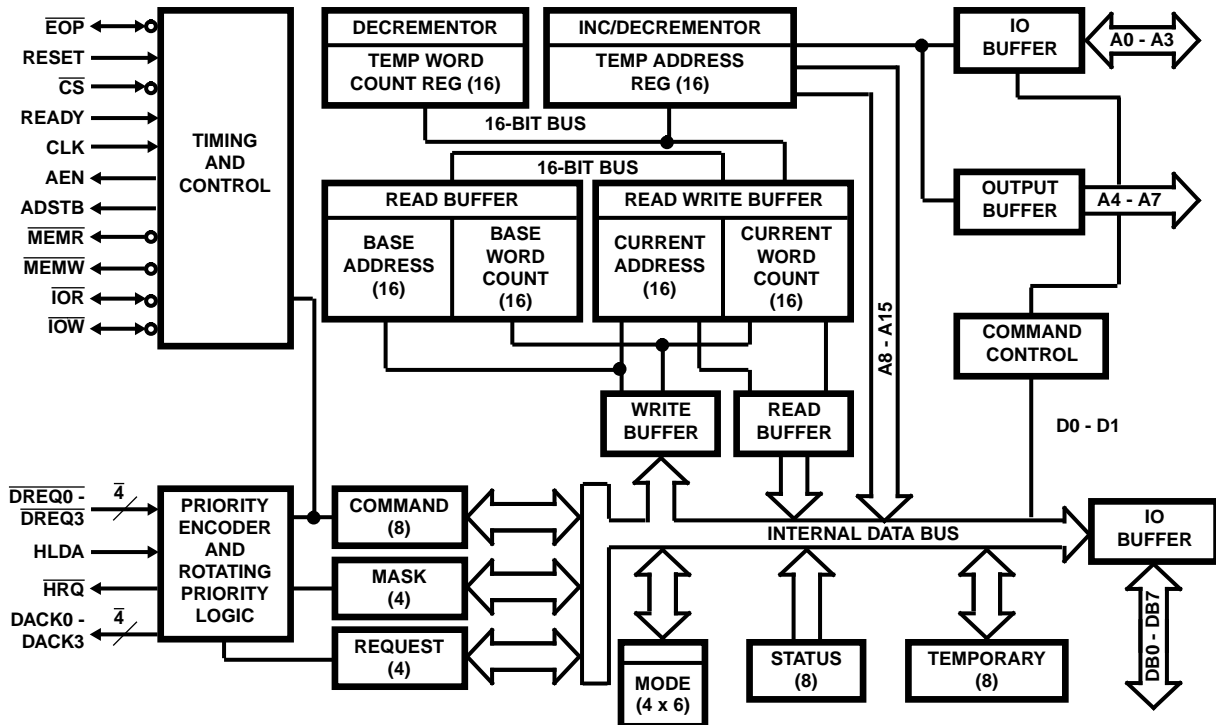 EOP
RESET
CS
READY
CLK
AEN
ADSTB
MEMR
MEMW
IOR
IOW
TIMING
AND
CONTROL
DECREMENTOR
TEMP WORD
COUNT REG (16)
INC/DECREMENTOR
TEMP ADDRESS
REG (16)
16-BIT BUS
16-BIT BUS
READ BUFFER
BASE
ADDRESS
(16)
BASE
WORD
COUNT
(16)
READ WRITE BUFFER
CURRENT
ADDRESS
(16)
CURRENT
WORD
COUNT
(16)
A8 - A15
IO
BUFFER
A0 - A3
OUTPUT
BUFFER
A4 - A7
COMMAND
CONTROL
D0 - D1
WRITE
BUFFER
READ
BUFFER
DREQ0 -
DREQ3
4
HLDA
HRQ
DACK0 -
DACK3
4
PRIORITY
ENCODER
AND
ROTATING
PRIORITY
LOGIC
COMMAND
(8)
MASK
(4)
REQUEST
(4)
INTERNAL DATA BUS
IO
BUFFER
DB0 - DB7
MODE
(4 x 6)
STATUS
(8)
TEMPORARY
(8)